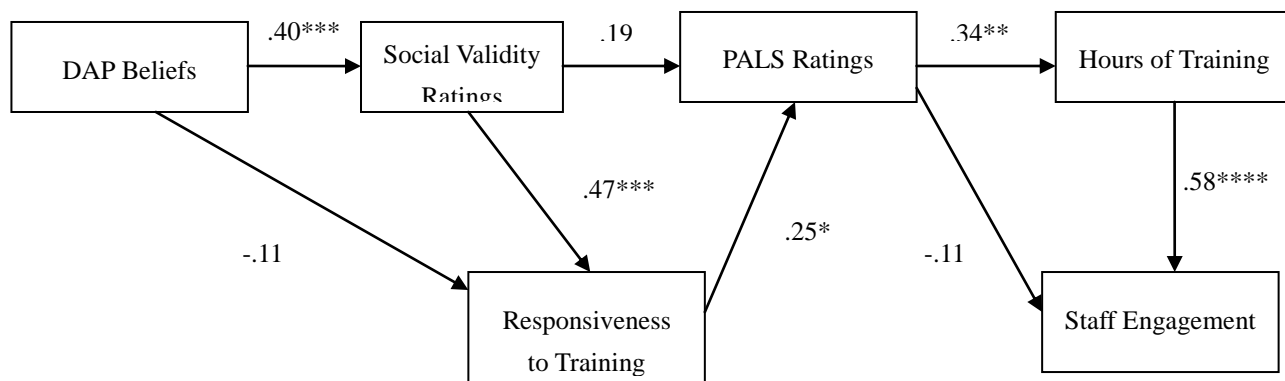 .40***
.19
.34**
DAP Beliefs
Social Validity
Ratings
PALS Ratings
Hours of Training
.47***
.58****
-.11
.25*
-.11
Responsiveness
to Training
Staff Engagement